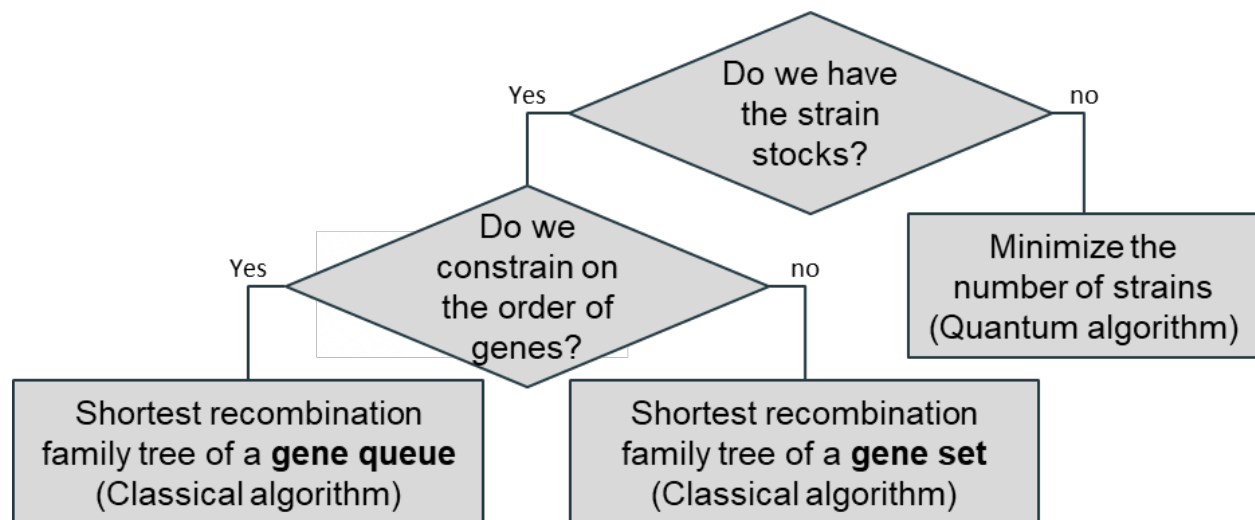 Do we have
the strain
stocks?
Yes
no
Do we
constrain on
the order of
genes?
Yes
no
Minimize the
number of strains
(Quantum algorithm)
Shortest recombination
family tree of a gene queue
(Classical algorithm)
Shortest recombination
family tree of a gene set
(Classical algorithm)